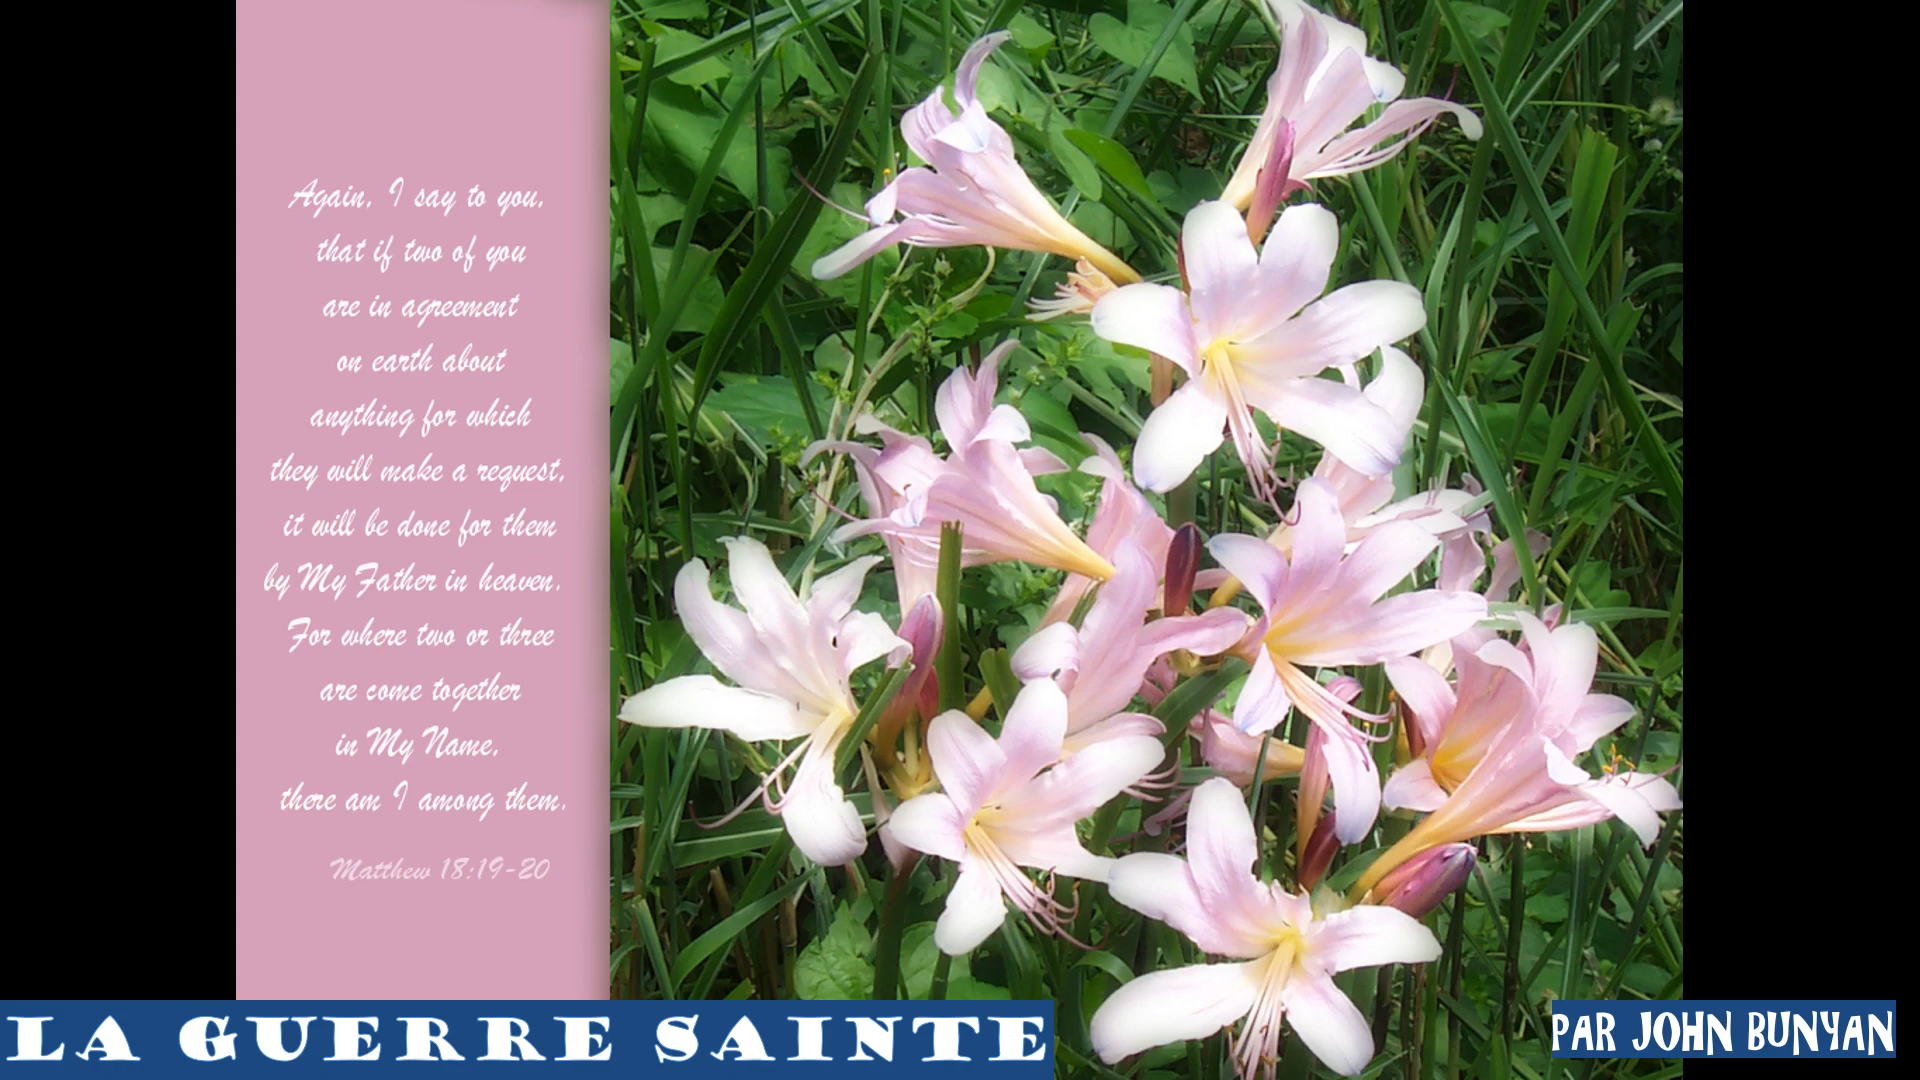 Again, I say to you,
that if two of you
are in agreement
on earth about
anything for which
they will make a request,
it will be done for them
by My Father in heaven.
For where two or three
are come together
in My Name,
there am I among them.
Matthew 18:19-20
LA GUERRE SAINTE
PAR JOHN BUNYAN